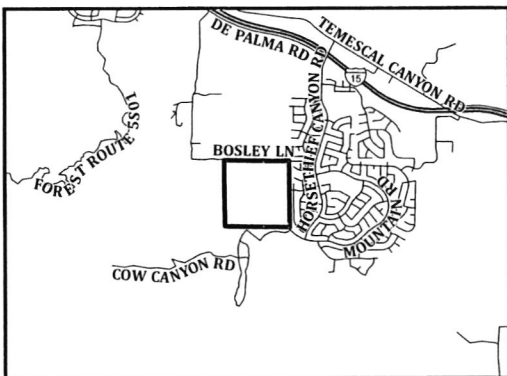 TEMESCAL CANYON RD
DE PALMA RD
15
HORSETHIEF CANYON RD
FOREST ROUTE 5S01
BOSLEY LN
MOUNTAIN RD
COW CANYON RD